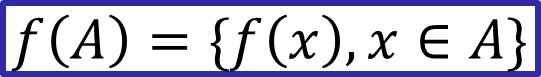 f(A) = {f(x), x ∈ A}